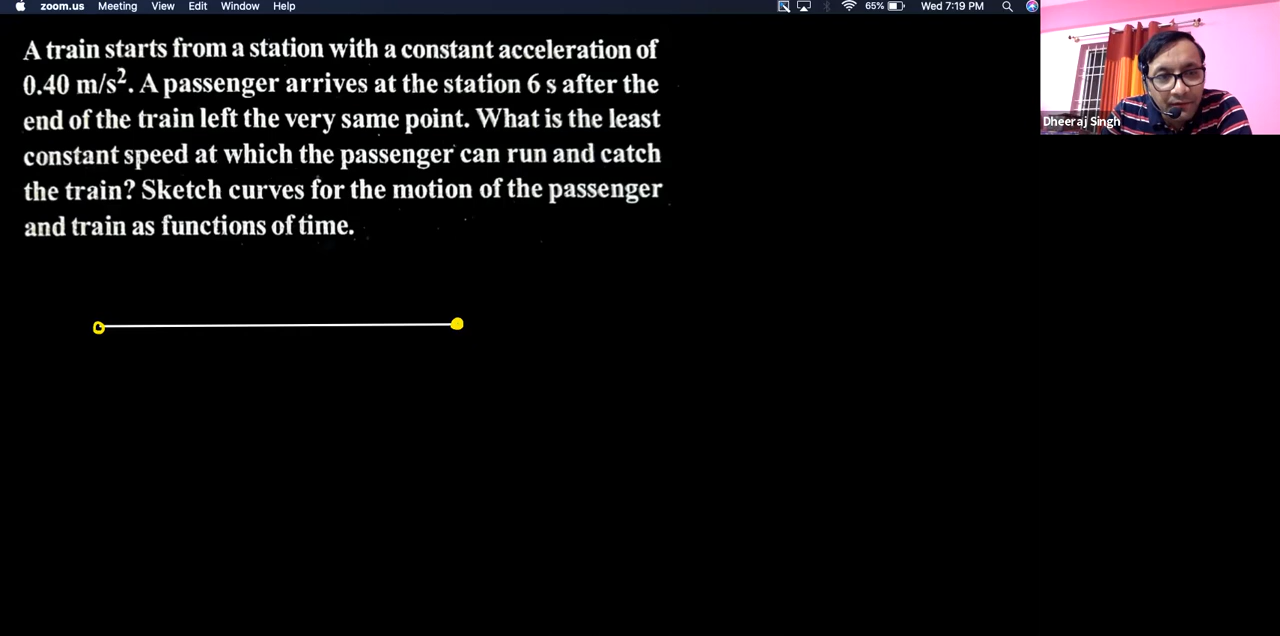 zoom.us Meeting View Edit Window Help 65% Wed 7:19 PM
A train starts from a station with a constant acceleration of
0.40 m/s². A passenger arrives at the station 6 s after the
end of the train left the very same point. What is the least
constant speed at which the passenger can run and catch
the train? Sketch curves for the motion of the passenger
and train as functions of time.
Dheeraj Singh